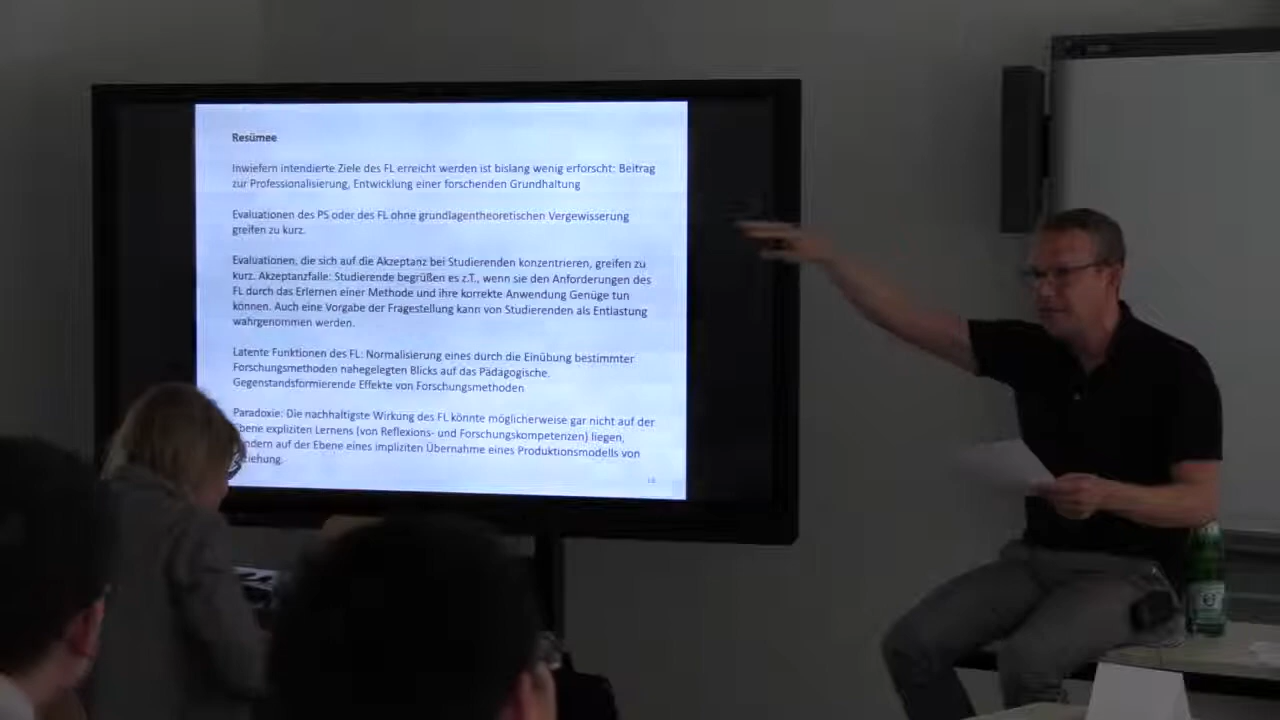 Resümee
Inwiefern intendierte Ziele des FL erreicht werden ist bislang wenig erforscht: Beitrag
zur Professionalisierung, Entwicklung einer forschenden Grundhaltung
Evaluationen des PS oder des FL ohne grundlagentheoretischen Vergewisserung
greifen zu kurz.
Evaluationen, die sich auf die Akzeptanz bei Studierenden konzentrieren, greifen zu
kurz. Akzeptanzfalle: Studierende begrüßen es z.T., wenn sie den Anforderungen des
FL durch das Erlernen einer Methode und ihre korrekte Anwendung Genüge tun
können. Auch eine Vorgabe der Fragestellung kann von Studierenden als Entlastung
wahrgenommen werden.
Latente Funktionen des FL: Normalisierung eines durch die Einübung bestimmter
Forschungsmethoden nahegelegten Blicks auf das Pädagogische.
Gegenstandsformierende Effekte von Forschungsmethoden
Paradoxie: Die nachhaltigste Wirkung des FL könnte möglicherweise gar nicht auf der
bene expliziten Lernens (von Reflexions- und Forschungskompetenzen) liegen,
ndern auf der Ebene eines impliziten Übernahme eines Produktionsmodells von
ziehung.